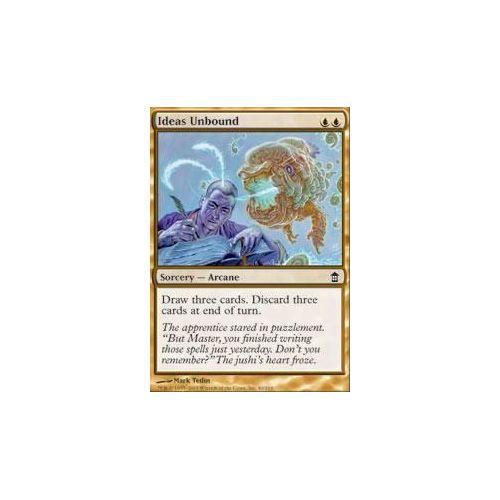 Ideas Unbound
Sorcery — Arcane
Draw three cards. Discard three
cards at end of turn.
The apprentice stared in puzzlement.
"But Master, you finished writing
those spells just yesterday. Don't you
remember?" The jushi's heart froze.
Mark Tedin